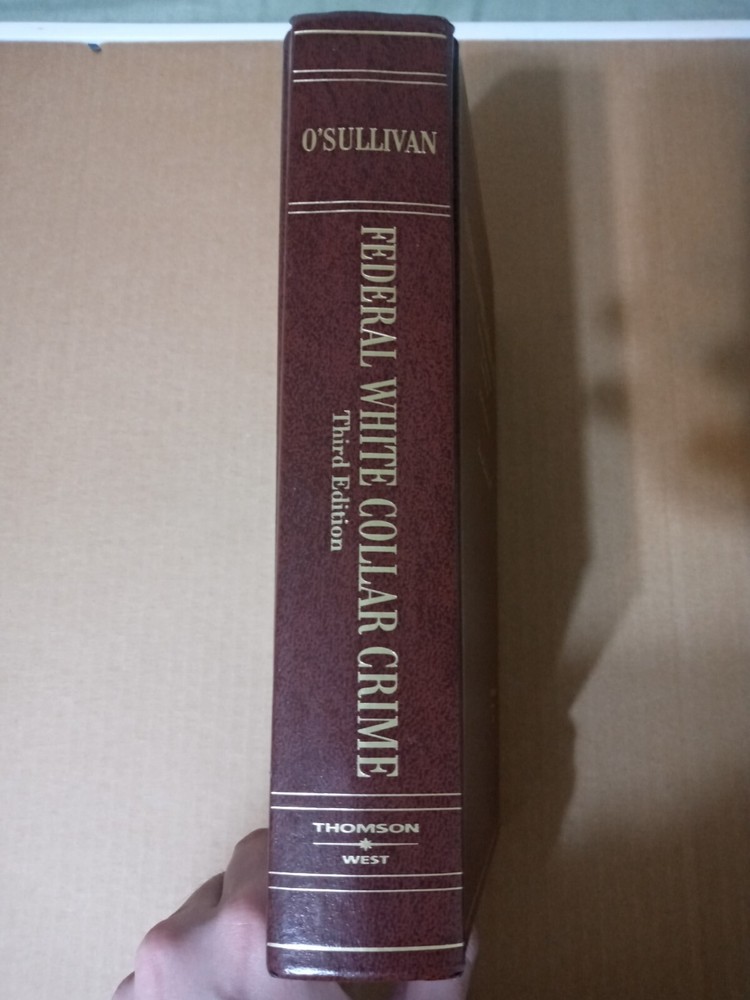 O'SULLIVAN
FEDERAL WHITE COLLAR CRIME
Third Edition
THOMSON
WEST